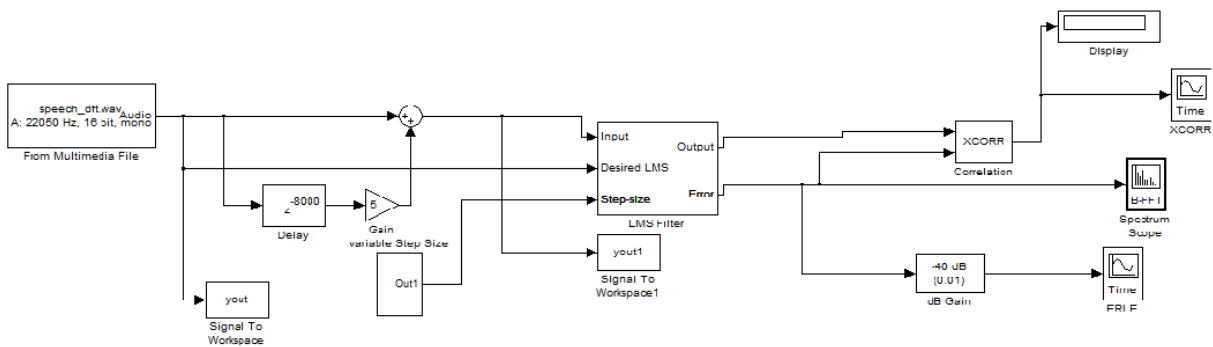 Display
speech_dft.wav
A: 22050 Hz, 16 bit, mono
Audio
From Multimedia File
Time
XCORR
Input
Output
Desired LMS
Error
Step-size
LMS Filter
XCORR
Correlation
B-FFT
Spectrum
Scope
-8000
z
Delay
5
Gain
variable Step Size
Out1
yout1
Signal To
Workspace1
-40 dB
(0.01)
dB Gain
Time
ERLE
yout
Signal To
Workspace